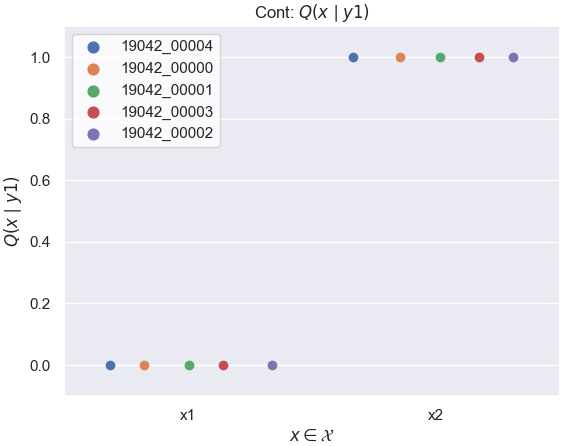 Cont: Q(x | y1)
19042_00004
19042_00000
19042_00001
19042_00003
19042_00002
1.0
0.8
0.6
0.4
0.2
0.0
Q(x | y1)
x1
x2
x ∈ 𝒳